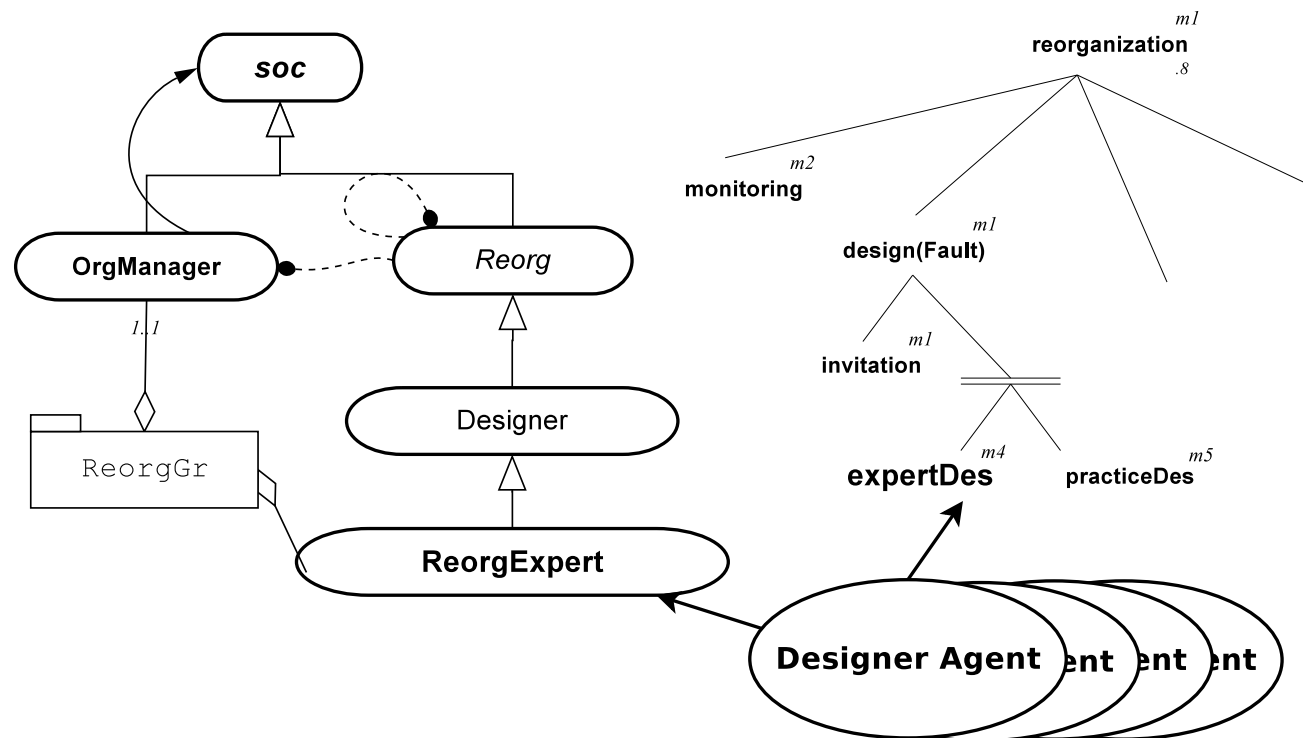 soc
OrgManager
Reorg
1..1
ReorgGr
Designer
ReorgExpert
m1
reorganization
.8
m2
monitoring
m1
design(Fault)
m1
invitation
m4
expertDes
m5
practiceDes
Designer Agent
ent
ent
ent